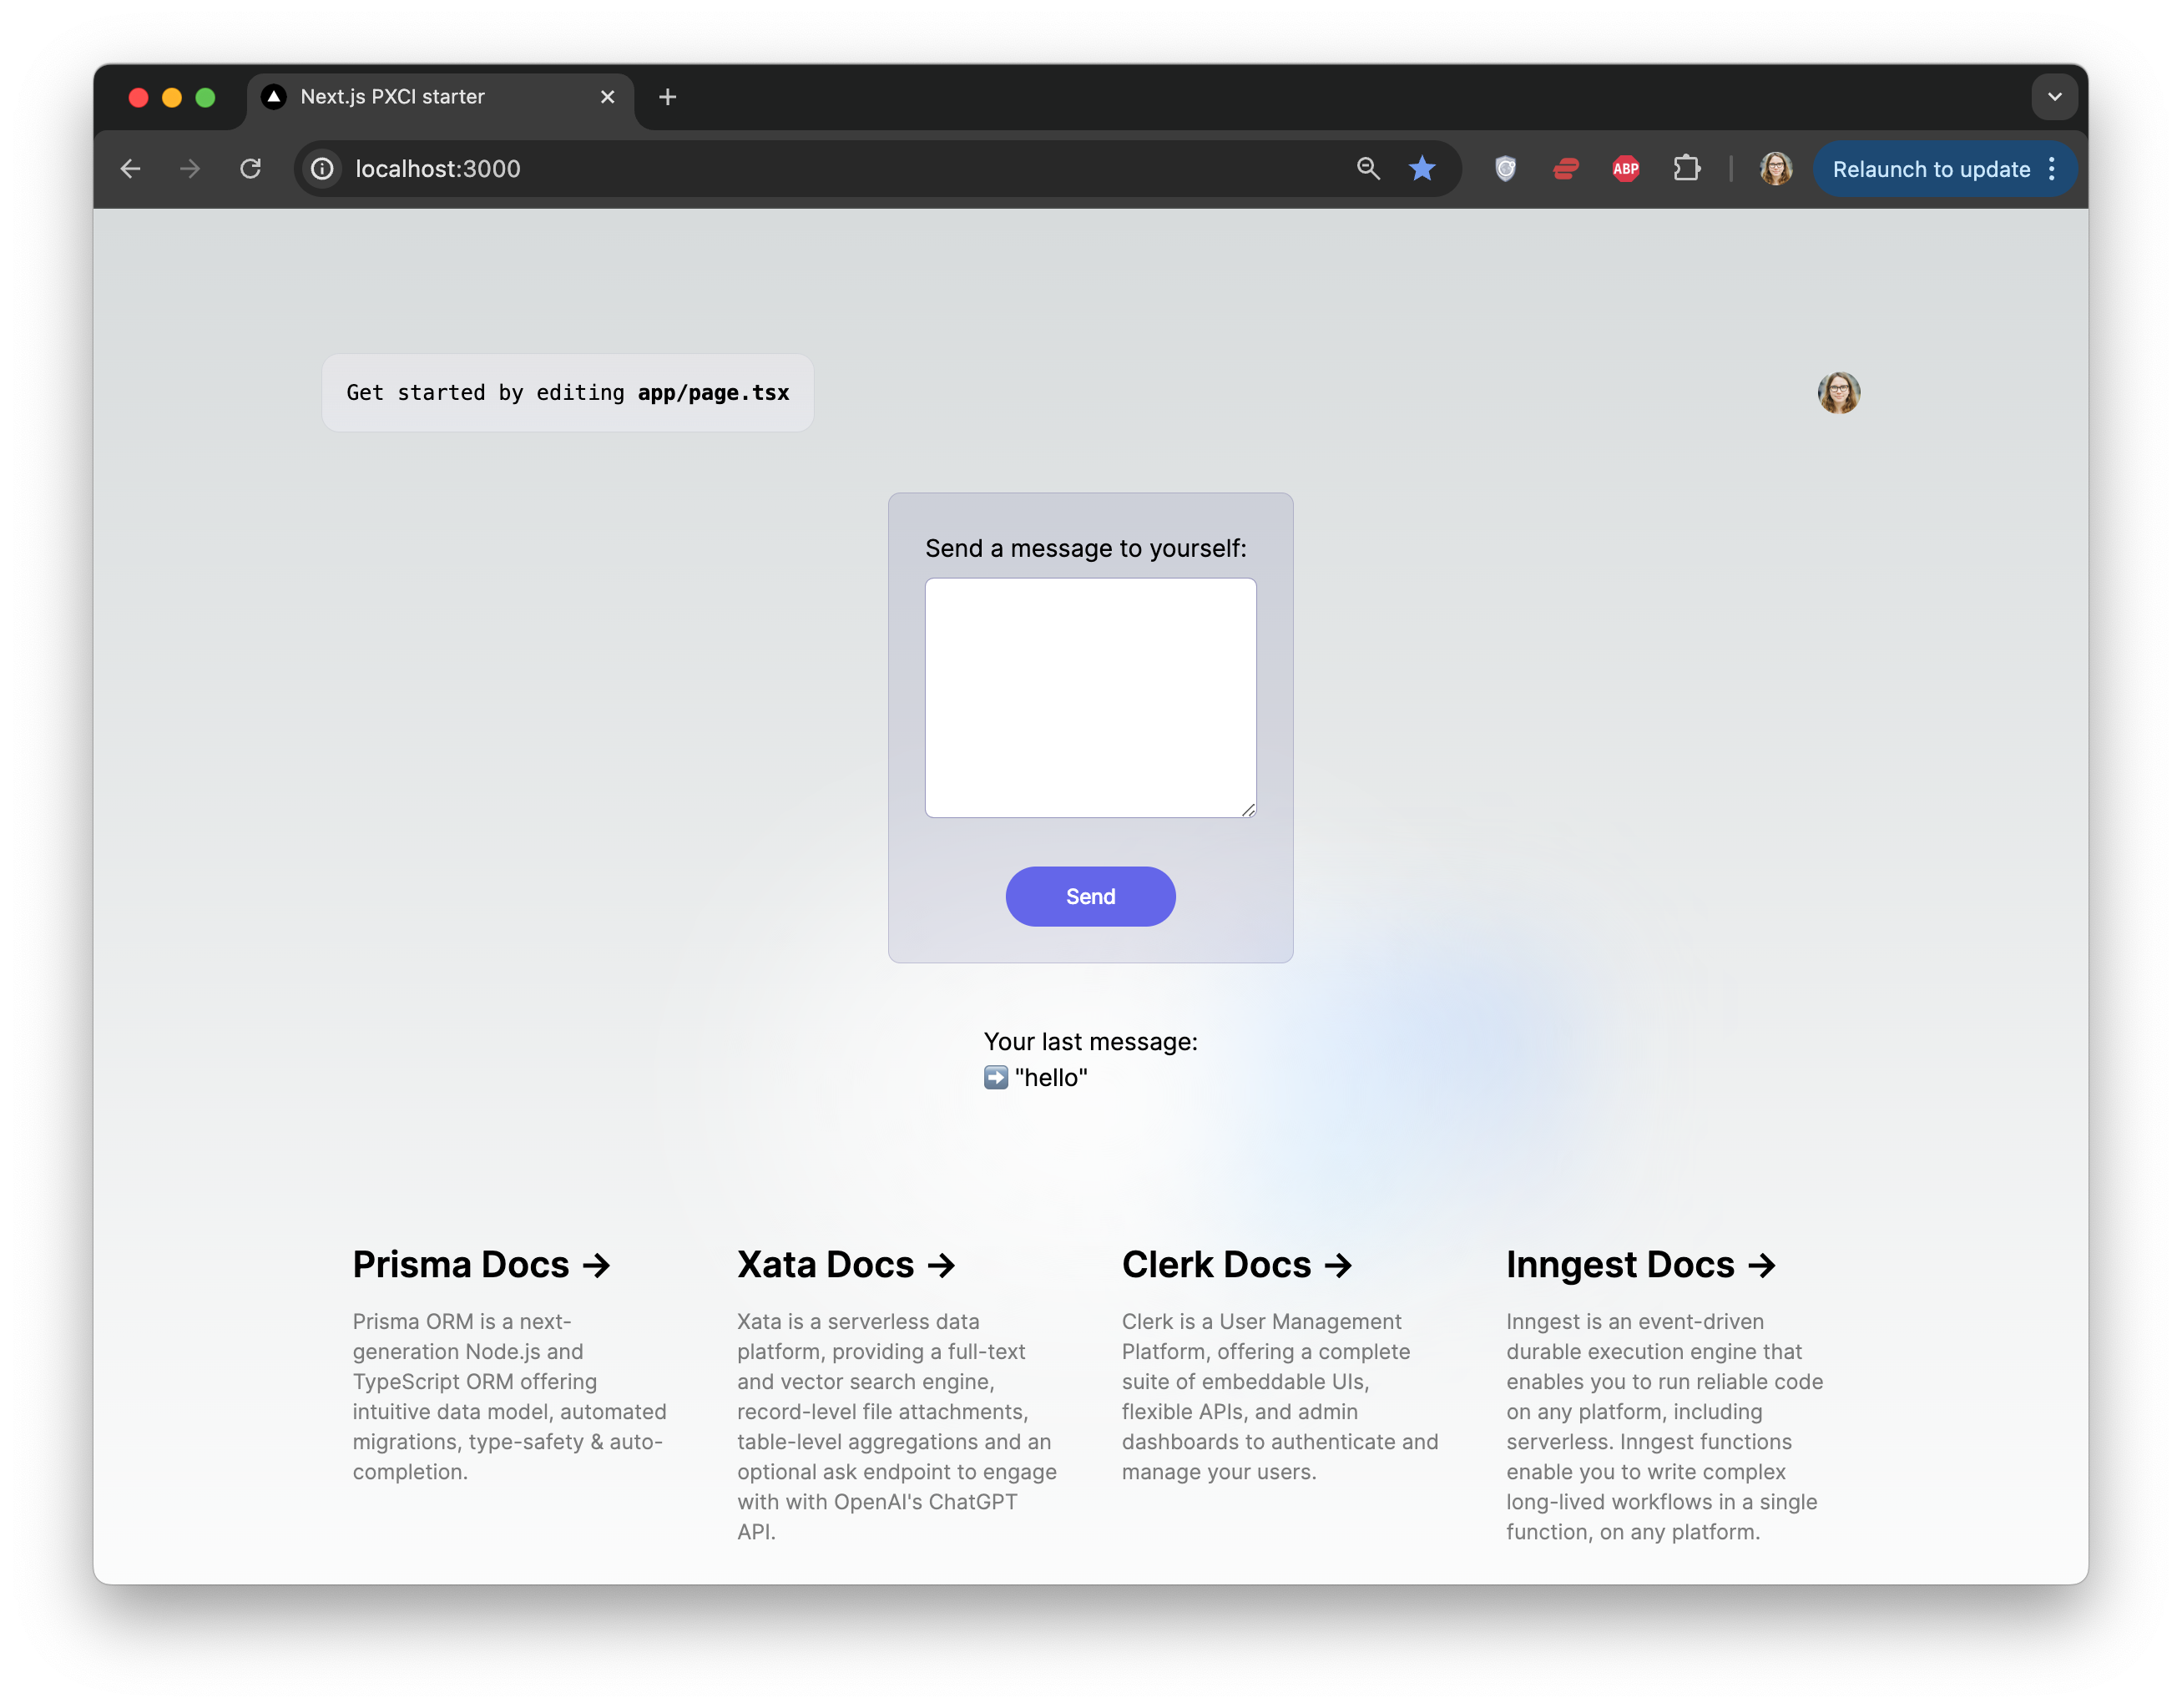 Next.js PXCI starter
localhost:3000
ABP
Relaunch to update
Get started by editing app/page.tsx
Send a message to yourself:
Send
Your last message:
➡️ "hello"
Prisma Docs →
Prisma ORM is a next-
generation Node.js and
TypeScript ORM offering
intuitive data model, automated
migrations, type-safety & auto-
completion.
Xata Docs →
Xata is a serverless data
platform, providing a full-text
and vector search engine,
record-level file attachments,
table-level aggregations and an
optional ask endpoint to engage
with with OpenAI's ChatGPT
API.
Clerk Docs →
Clerk is a User Management
Platform, offering a complete
suite of embeddable UIs,
flexible APIs, and admin
dashboards to authenticate and
manage your users.
Inngest Docs →
Inngest is an event-driven
durable execution engine that
enables you to run reliable code
on any platform, including
serverless. Inngest functions
enable you to write complex
long-lived workflows in a single
function, on any platform.